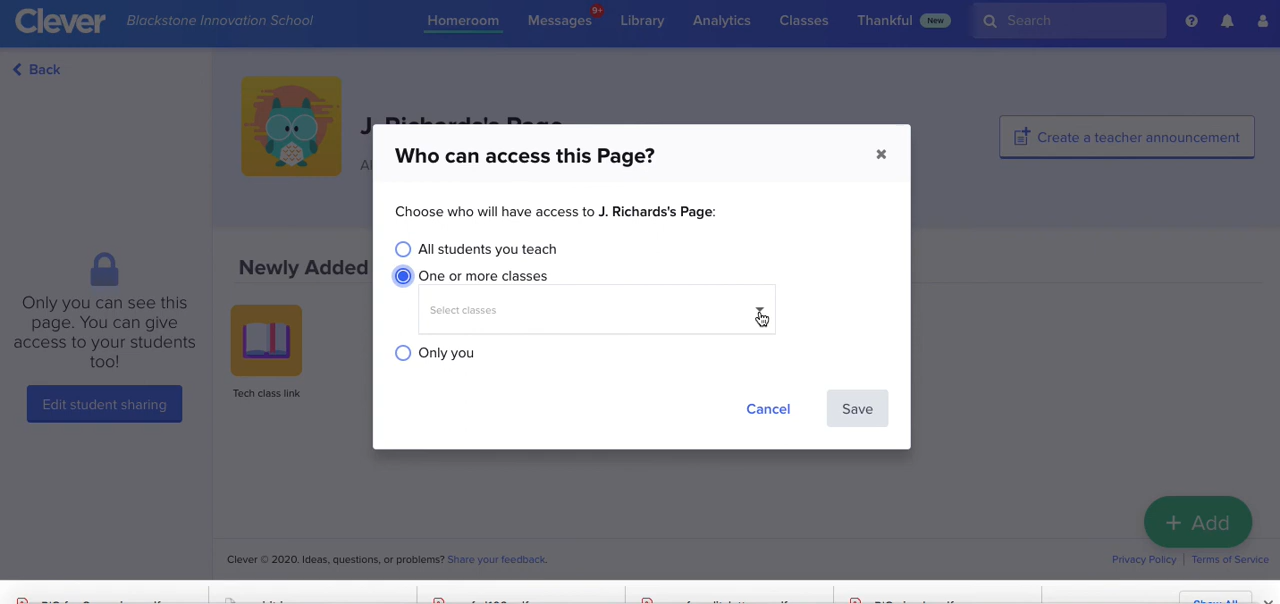 Clever
Blackstone Innovation School
Homeroom
Messages
9+
Library
Analytics
Classes
Thankful
New
Search
Back
Only you can see this
page. You can give
access to your students
too!
Edit student sharing
J. Richards's Page
Create a teacher announcement
Newly Added
Tech class link
Who can access this Page?
Choose who will have access to J. Richards's Page:
All students you teach
One or more classes
Select classes
Only you
Cancel
Save
+ Add
Clever © 2020. Ideas, questions, or problems? Share your feedback.
Privacy Policy
Terms of Service
Show All